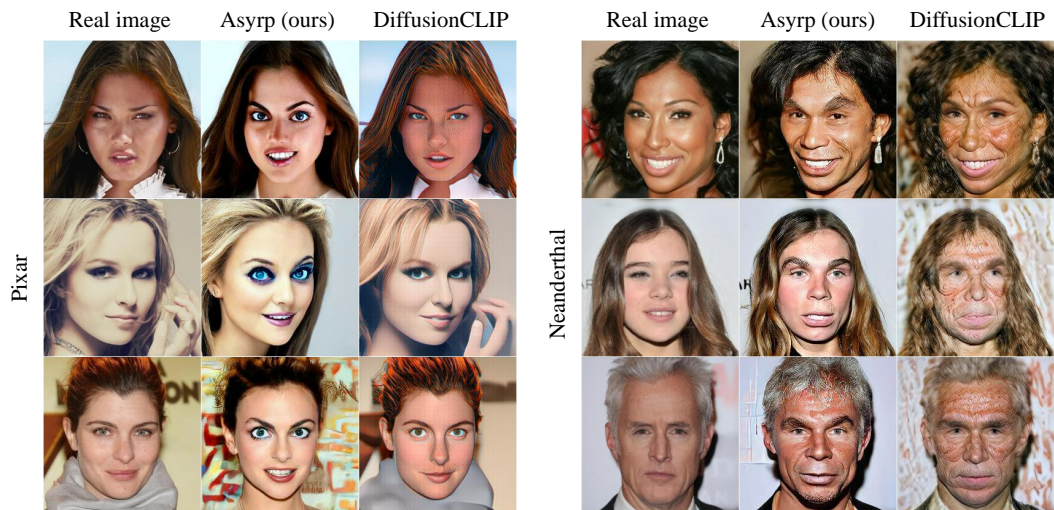 Real image Asyrp (ours) DiffusionCLIP
Real image Asyrp (ours) DiffusionCLIP
Pixar
Neanderthal